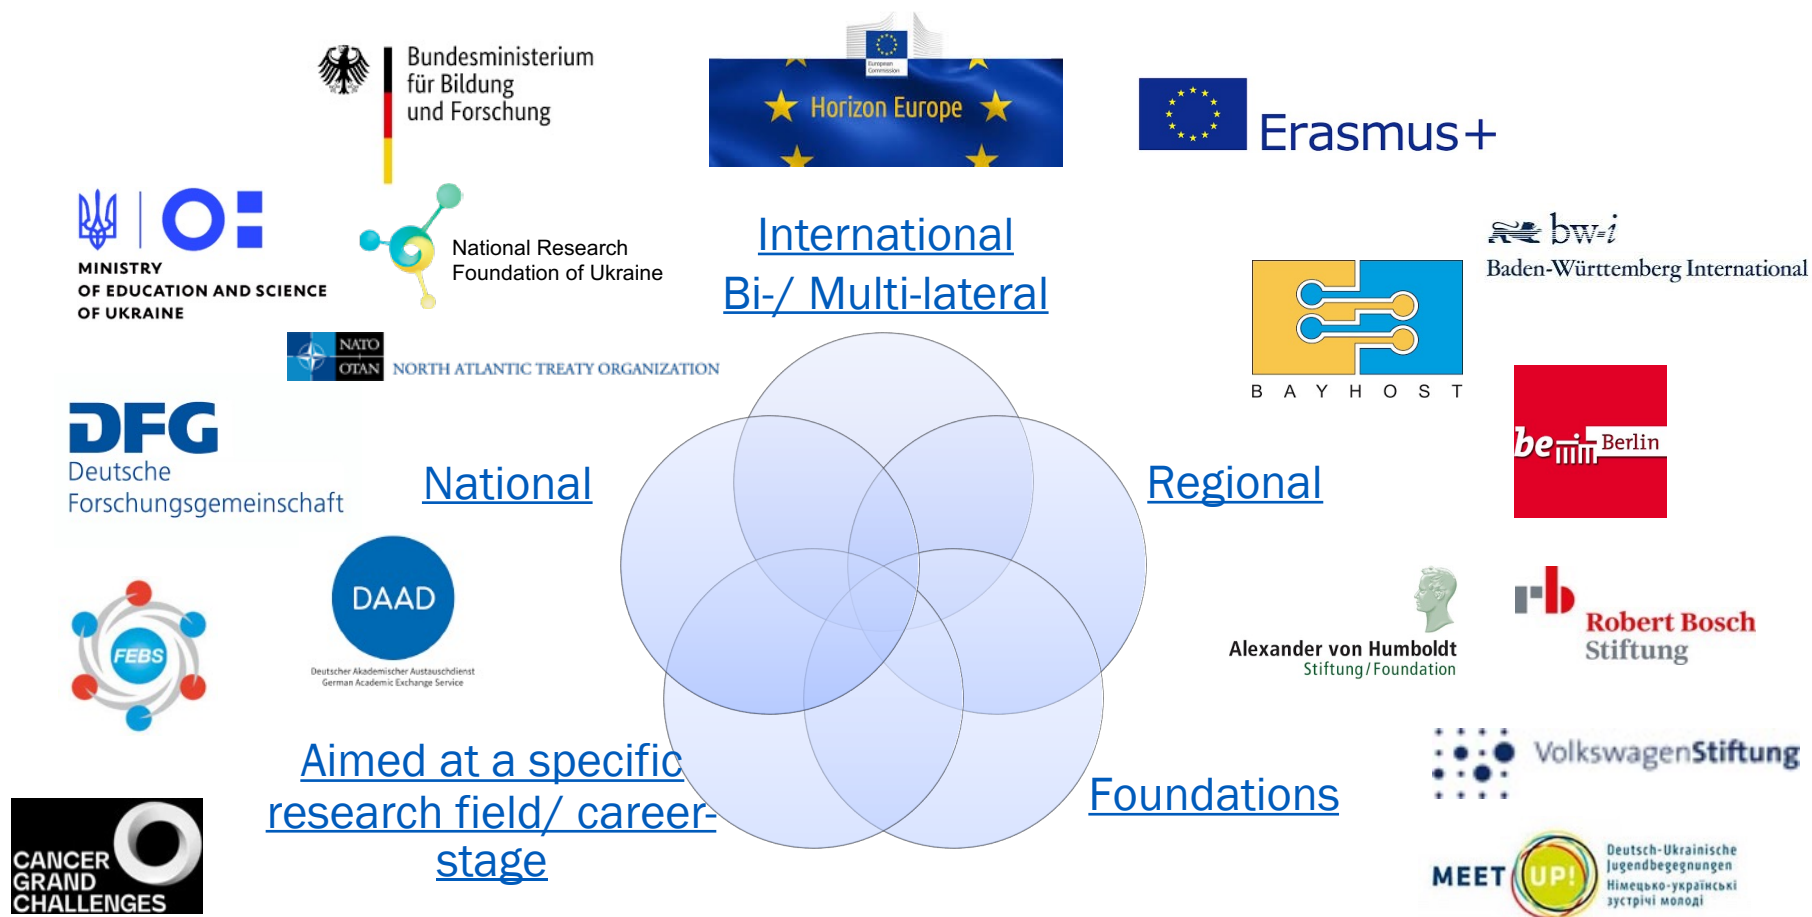 Bundesministerium
für Bildung
und Forschung
European
Commission
Horizon Europe
Erasmus+
MINISTRY
OF EDUCATION AND SCIENCE
OF UKRAINE
National Research
Foundation of Ukraine
International
Bi-/ Multi-lateral
bw-i
Baden-Württemberg International
BAYHOST
NATO
OTAN
NORTH ATLANTIC TREATY ORGANIZATION
DFG
Deutsche
Forschungsgemeinschaft
National
Regional
be Berlin
FEBS
DAAD
Deutscher Akademischer Austauschdienst
German Academic Exchange Service
Alexander von Humboldt
Stiftung/Foundation
rb
Robert Bosch
Stiftung
Aimed at a specific
research field/ career-
stage
Foundations
VolkswagenStiftung
CANCER
GRAND
CHALLENGES
MEET UP!
Deutsch-Ukrainische
Jugendbegegnungen
Німецько-українські
зустрічі молоді